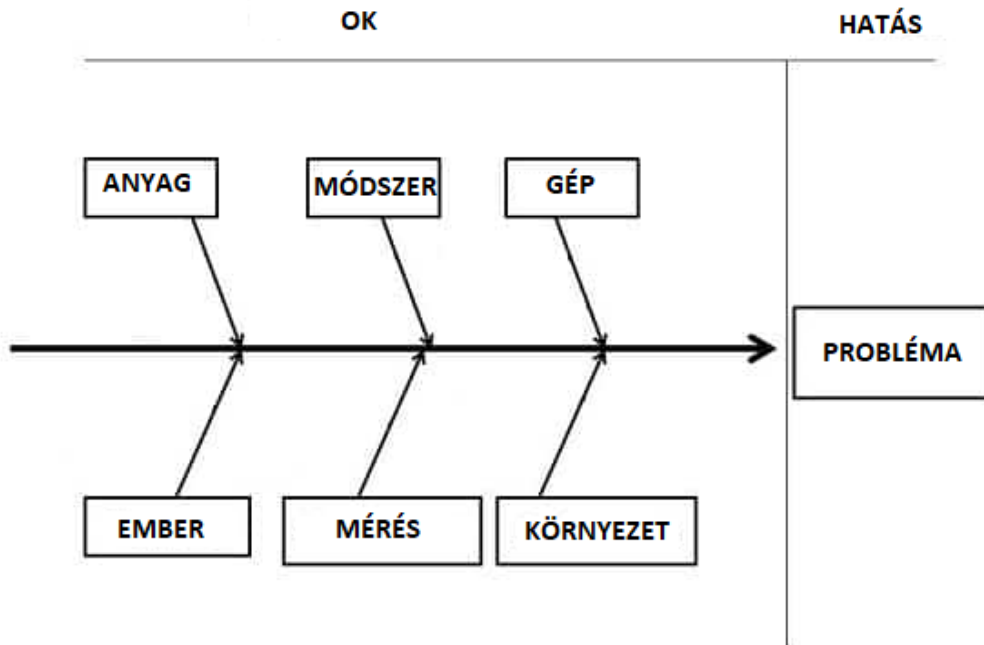 OK
HATÁS
ANYAG
MÓDSZER
GÉP
PROBLÉMA
EMBER
MÉRÉS
KÖRNYEZET